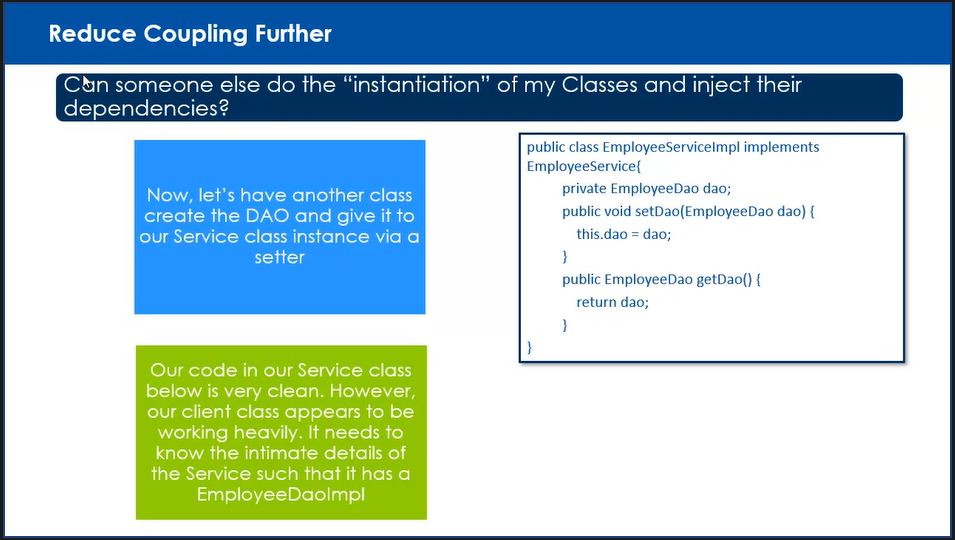 Reduce Coupling Further
Can someone else do the “instantiation” of my Classes and inject their
dependencies?
Now, let’s have another class
create the DAO and give it to
our Service class instance via a
setter
Our code in our Service class
below is very clean. However,
our client class appears to be
working heavily. It needs to
know the intimate details of
the Service such that it has a
EmployeeDaoImpl
public class EmployeeServiceImpl implements
EmployeeService{
private EmployeeDao dao;
public void setDao(EmployeeDao dao) {
this.dao = dao;
}
public EmployeeDao getDao() {
return dao;
}
}